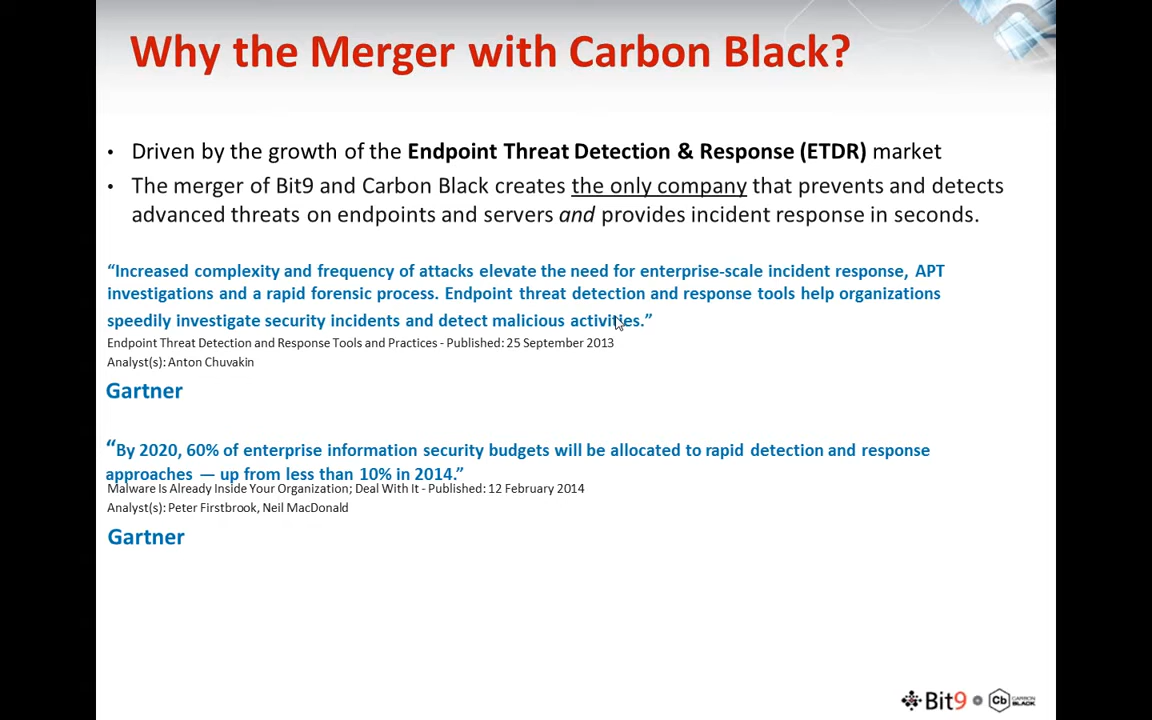 Why the Merger with Carbon Black?
• Driven by the growth of the Endpoint Threat Detection & Response (ETDR) market
• The merger of Bit9 and Carbon Black creates the only company that prevents and detects
advanced threats on endpoints and servers and provides incident response in seconds.
“Increased complexity and frequency of attacks elevate the need for enterprise-scale incident response, APT
investigations and a rapid forensic process. Endpoint threat detection and response tools help organizations
speedily investigate security incidents and detect malicious activities.”
Endpoint Threat Detection and Response Tools and Practices - Published: 25 September 2013
Analyst(s): Anton Chuvakin
Gartner
“By 2020, 60% of enterprise information security budgets will be allocated to rapid detection and response
approaches — up from less than 10% in 2014.”
Malware Is Already Inside Your Organization; Deal With It - Published: 12 February 2014
Analyst(s): Peter Firstbrook, Neil MacDonald
Gartner
Bit9 Cb CARBON
BLACK